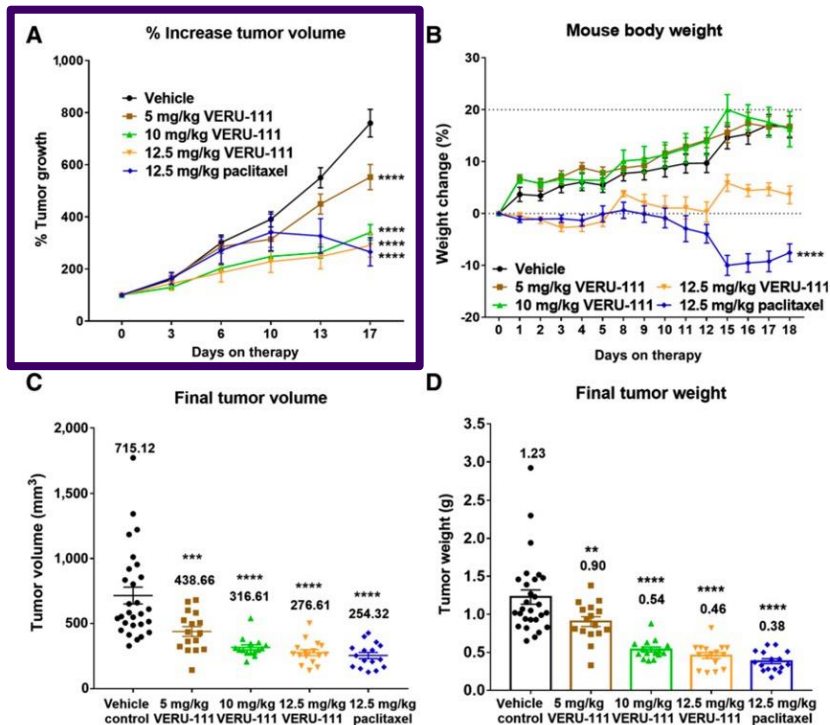 A
% Increase tumor volume
1,000
800
600
400
200
0
% Tumor growth
Vehicle
5 mg/kg VERU-111
10 mg/kg VERU-111
12.5 mg/kg VERU-111
12.5 mg/kg paclitaxel
****
****
****
****
0 3 6 10 13 17
Days on therapy
B
Mouse body weight
30
20
10
0
-10
-20
Weight change (%)
****
Vehicle
5 mg/kg VERU-111
10 mg/kg VERU-111
12.5 mg/kg VERU-111
12.5 mg/kg paclitaxel
0 1 2 3 4 5 8 9 10 11 12 15 16 17 18
Days on therapy
C
Final tumor volume
2,000
1,500
1,000
500
0
Tumor volume (mm³)
715.12
***
438.66
****
316.61
****
276.61
****
254.32
Vehicle control
5 mg/kg VERU-111
10 mg/kg VERU-111
12.5 mg/kg VERU-111
12.5 mg/kg paclitaxel
D
Final tumor weight
3.5
3.0
2.5
2.0
1.5
1.0
0.5
0.0
Tumor weight (g)
1.23
**
0.90
****
0.54
****
0.46
****
0.38
Vehicle control
5 mg/kg VERU-111
10 mg/kg VERU-111
12.5 mg/kg VERU-111
12.5 mg/kg paclitaxel